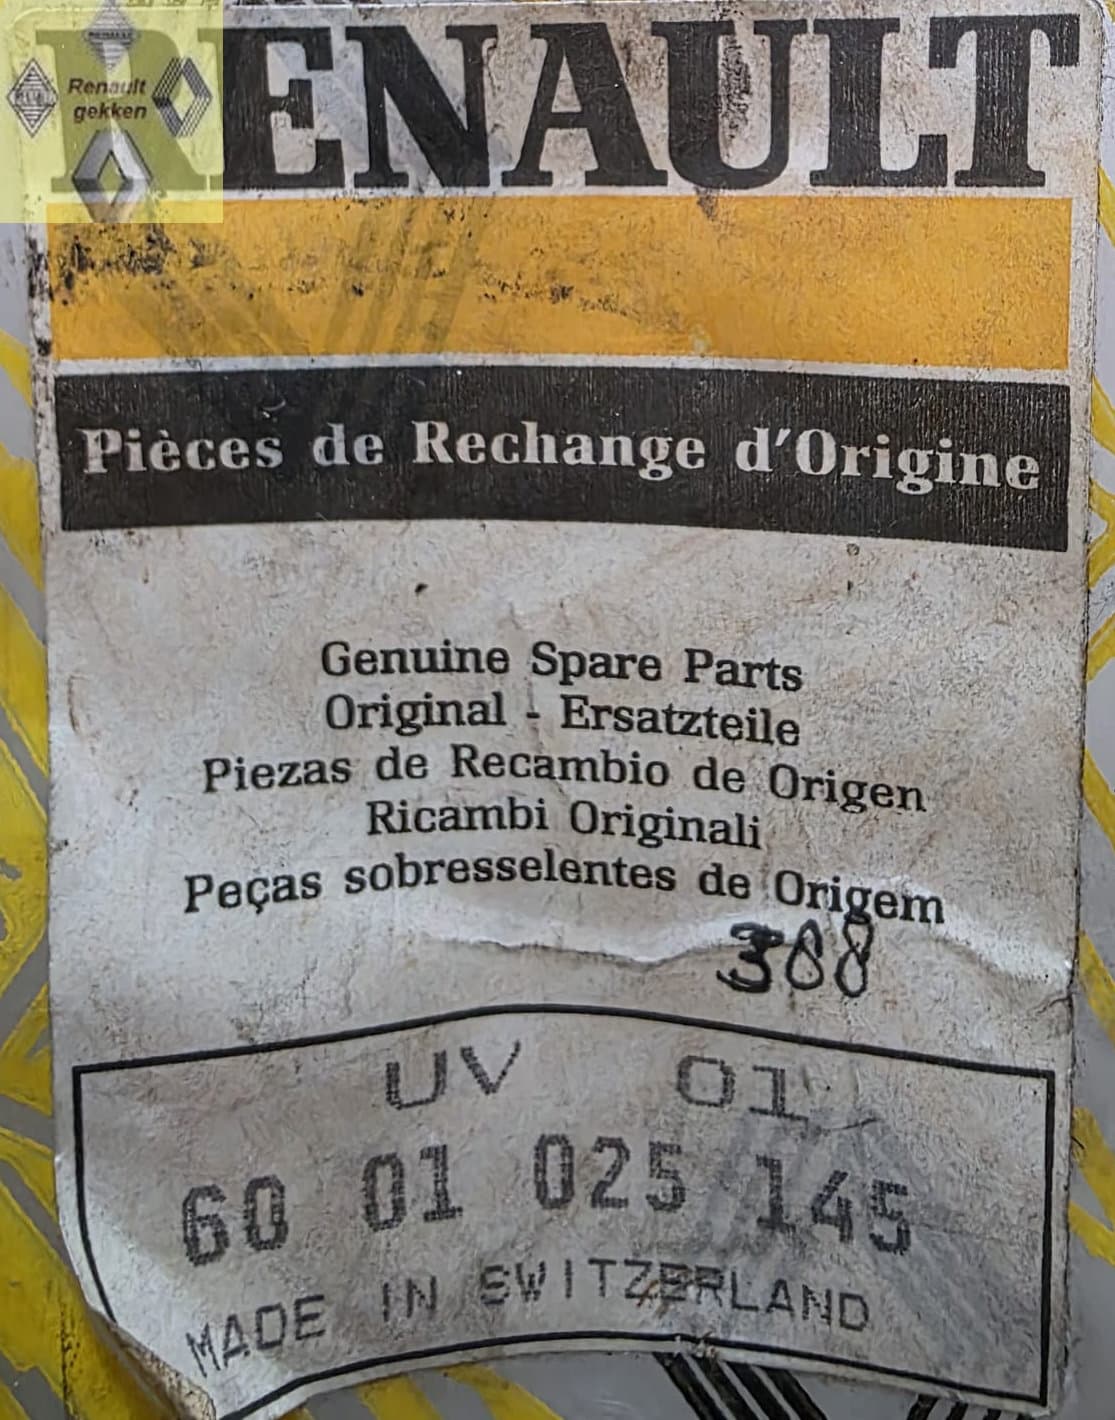 RENAULT
Renault
gekken
Pièces de Rechange d'Origine
Genuine Spare Parts
Original - Ersatzteile
Piezas de Recambio de Origen
Ricambi Originali
Peças sobresselentes de Origem
388
UV 01
60 01 025 145
MADE IN SWITZERLAND